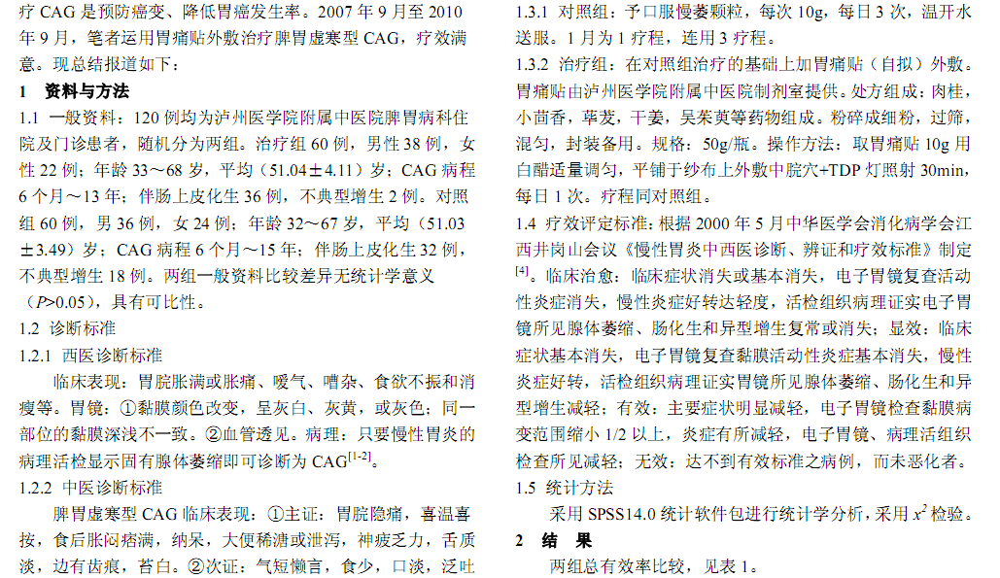 疗 CAG 是预防癌变、降低胃癌发生率。2007 年 9 月至 2010
年 9 月，笔者运用胃痛贴外敷治疗脾胃虚寒型 CAG，疗效满
意。现总结报道如下：
1 资料与方法
1.1 一般资料：120 例均为泸州医学院附属中医院脾胃病科住
院及门诊患者，随机分为两组。治疗组 60 例，男性 38 例，女
性 22 例；年龄 33～68 岁，平均（51.04±4.11）岁；CAG 病程
6 个月～13 年；伴肠上皮化生 36 例，不典型增生 2 例。对照
组 60 例，男 36 例，女 24 例；年龄 32～67 岁，平均（51.03
±3.49）岁；CAG 病程 6 个月～15 年；伴肠上皮化生 32 例，
不典型增生 18 例。两组一般资料比较差异无统计学意义
（P>0.05），具有可比性。
1.2 诊断标准
1.2.1 西医诊断标准
临床表现：胃脘胀满或胀痛、嗳气、嘈杂、食欲不振和消
瘦等。胃镜：①黏膜颜色改变，呈灰白、灰黄，或灰色；同一
部位的黏膜深浅不一致。②血管透见。病理：只要慢性胃炎的
病理活检显示固有腺体萎缩即可诊断为 CAG[1-2]。
1.2.2 中医诊断标准
脾胃虚寒型 CAG 临床表现：①主证：胃脘隐痛，喜温喜
按，食后胀闷痞满，纳呆，大便稀溏或泄泻，神疲乏力，舌质
淡，边有齿痕，苔白。②次证：气短懒言，食少，口淡，泛吐
1.3.1 对照组：予口服慢萎颗粒，每次 10g，每日 3 次，温开水
送服。1 月为 1 疗程，连用 3 疗程。
1.3.2 治疗组：在对照组治疗的基础上加胃痛贴（自拟）外敷。
胃痛贴由泸州医学院附属中医院制剂室提供。处方组成：肉桂，
小茴香，荜茇，干姜，吴茱萸等药物组成。粉碎成细粉，过筛，
混匀，封装备用。规格：50g/瓶。操作方法：取胃痛贴 10g 用
白醋适量调匀，平铺于纱布上外敷中脘穴+TDP 灯照射 30min，
每日 1 次。疗程同对照组。
1.4 疗效评定标准：根据 2000 年 5 月中华医学会消化病学会江
西井岗山会议《慢性胃炎中西医诊断、辨证和疗效标准》制定
[4]。临床治愈：临床症状消失或基本消失，电子胃镜复查活动
性炎症消失，慢性炎症好转达轻度，活检组织病理证实电子胃
镜所见腺体萎缩、肠化生和异型增生复常或消失；显效：临床
症状基本消失，电子胃镜复查黏膜活动性炎症基本消失，慢性
炎症好转，活检组织病理证实胃镜所见腺体萎缩、肠化生和异
型增生减轻；有效：主要症状明显减轻，电子胃镜检查黏膜病
变范围缩小 1/2 以上，炎症有所减轻，电子胃镜、病理活组织
检查所见减轻；无效：达不到有效标准之病例，而未恶化者。
1.5 统计方法
采用 SPSS14.0 统计软件包进行统计学分析，采用 x²检验。
2 结 果
两组总有效率比较，见表 1。